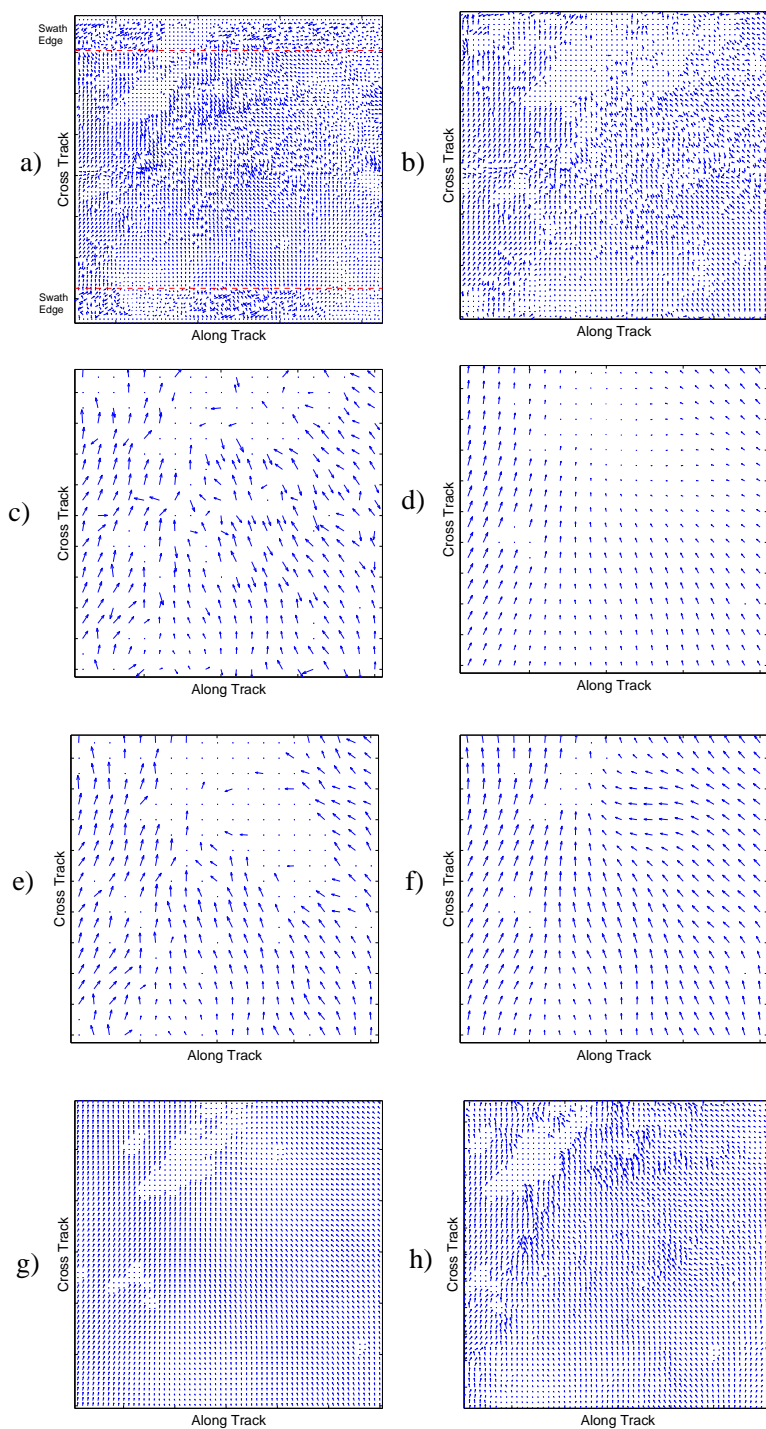 Swath
Edge
a)
Cross Track
Swath
Edge
Along Track
b)
Cross Track
Along Track
c)
Cross Track
Along Track
d)
Cross Track
Along Track
e)
Cross Track
Along Track
f)
Cross Track
Along Track
g)
Cross Track
Along Track
h)
Cross Track
Along Track